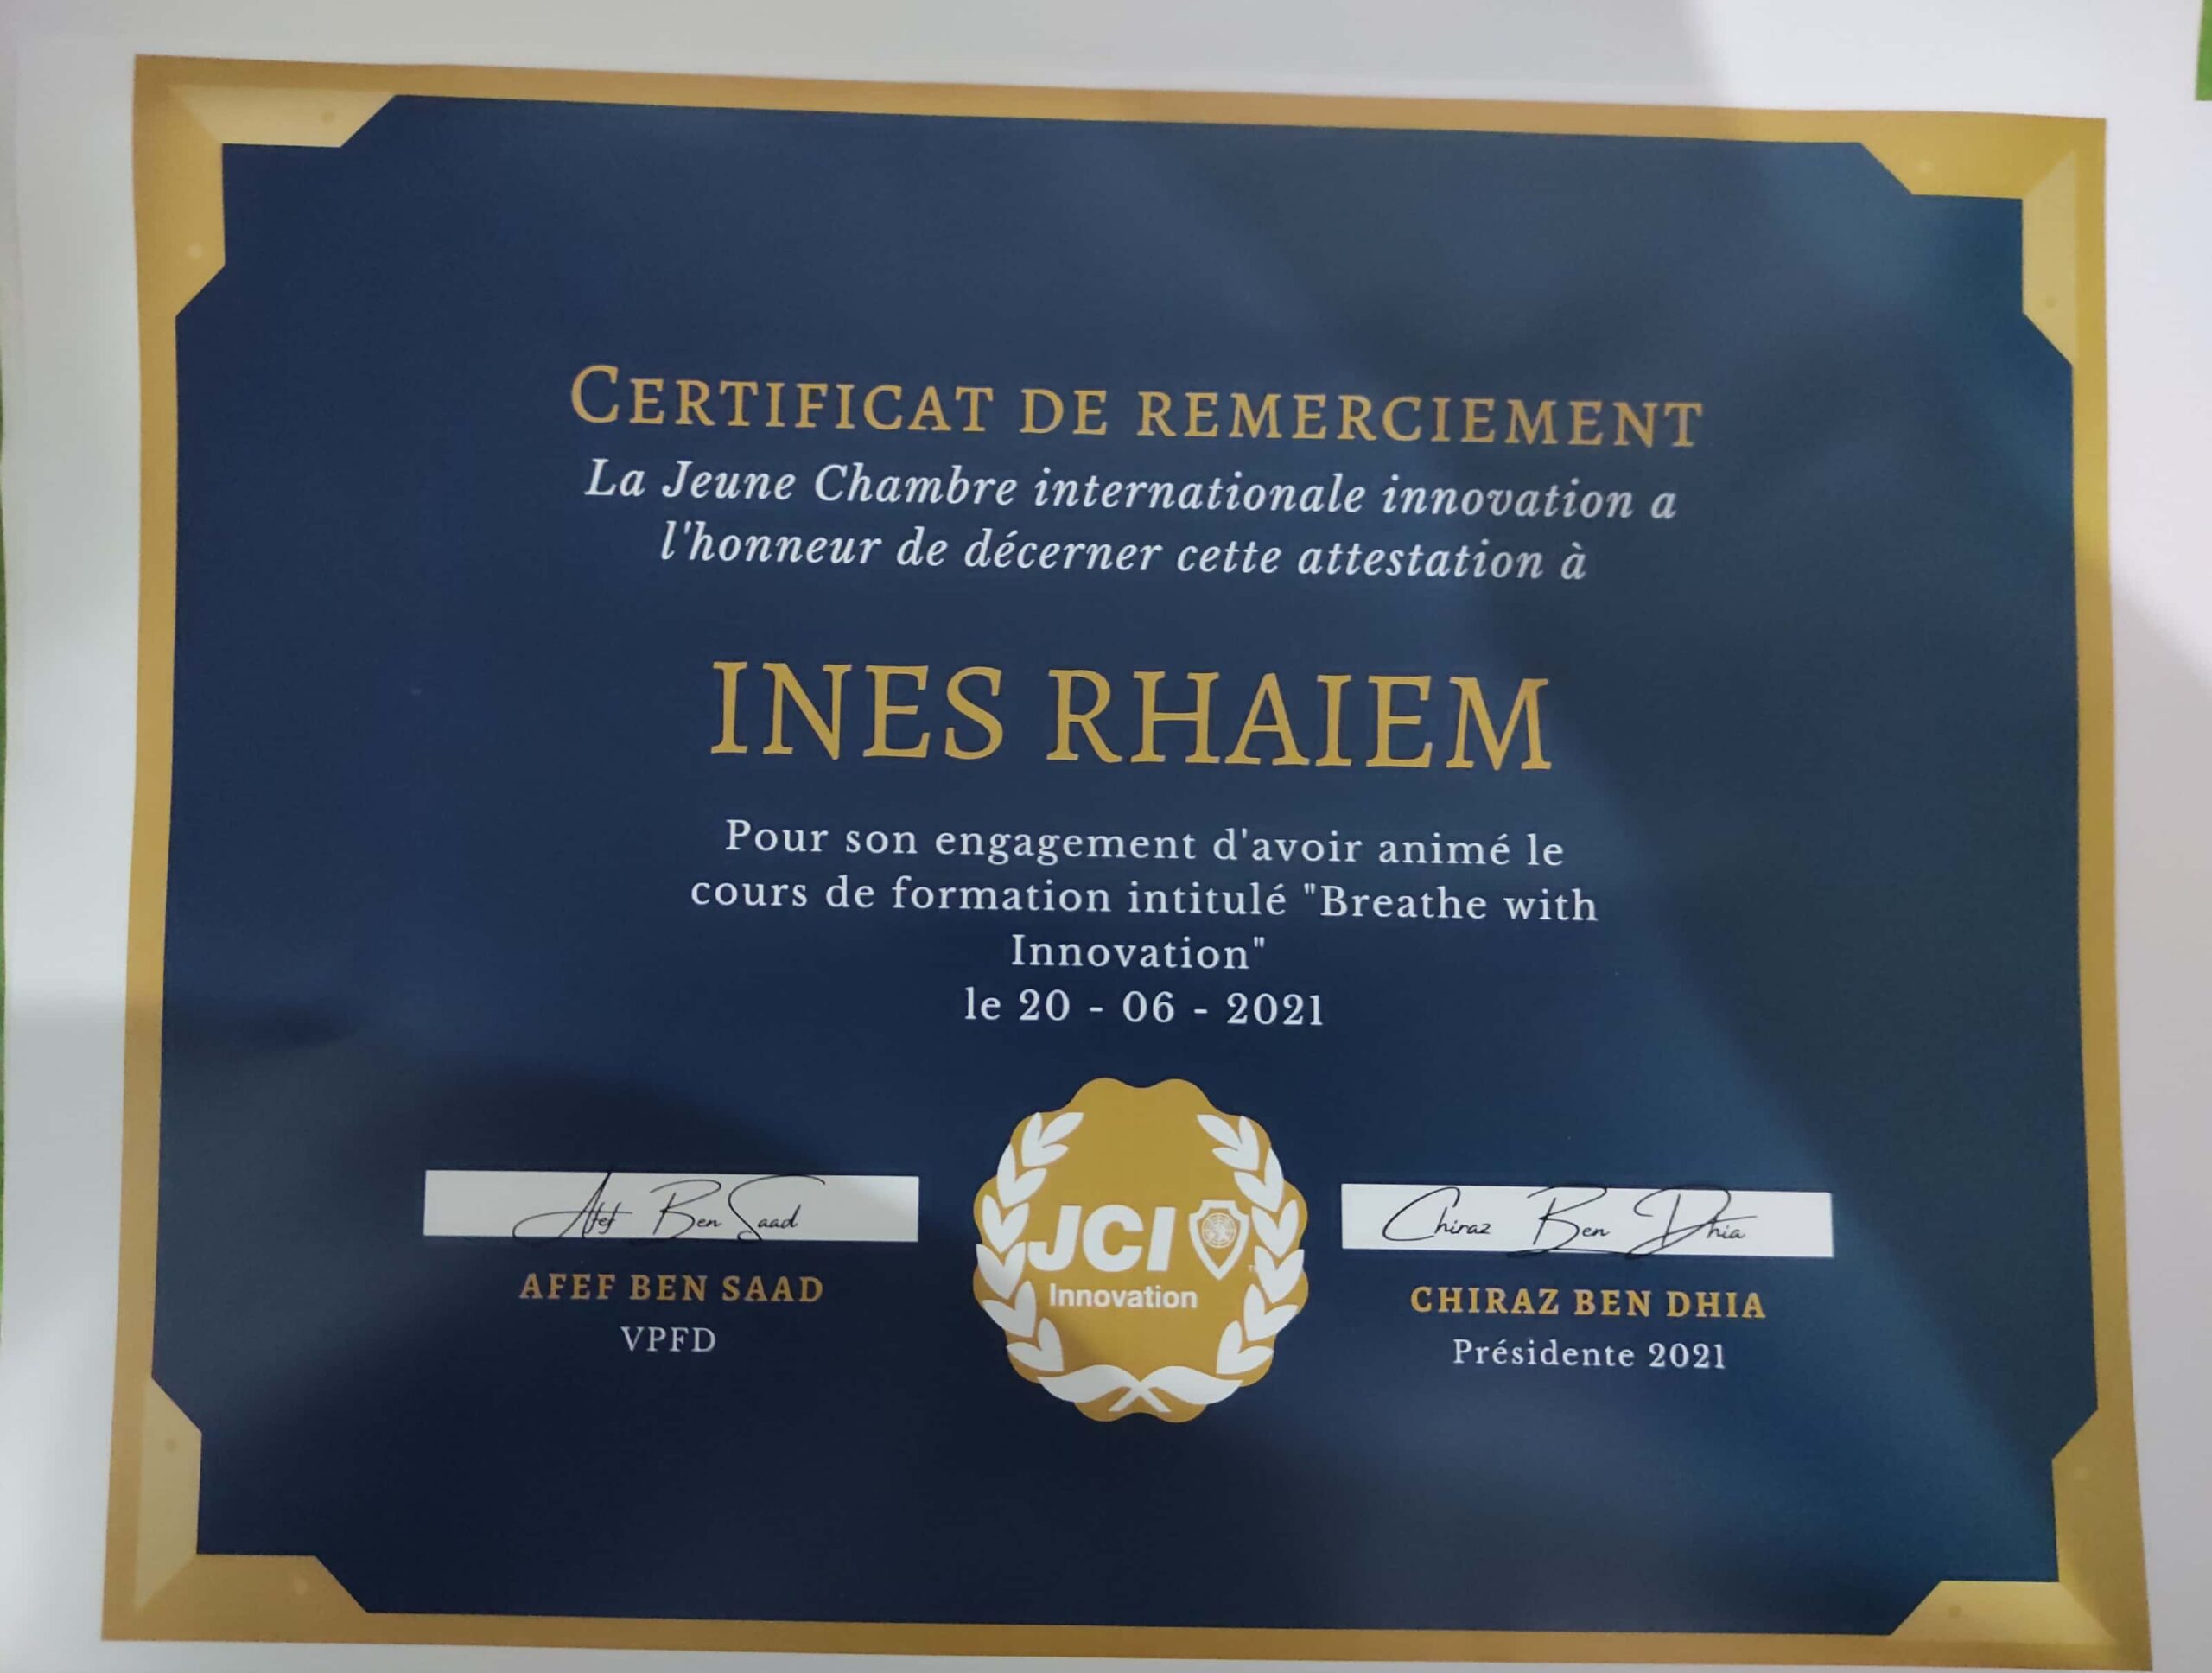 CERTIFICAT DE REMERCIEMENT
La Jeune Chambre internationale innovation a
l'honneur de décerner cette attestation à
INES RHAIEM
Pour son engagement d'avoir animé le
cours de formation intitulé "Breathe with
Innovation"
le 20 - 06 - 2021
Afef Ben Saad
AFEF BEN SAAD
VPFD
JCI
Innovation
Chiraz Ben Dhia
CHIRAZ BEN DHIA
Présidente 2021